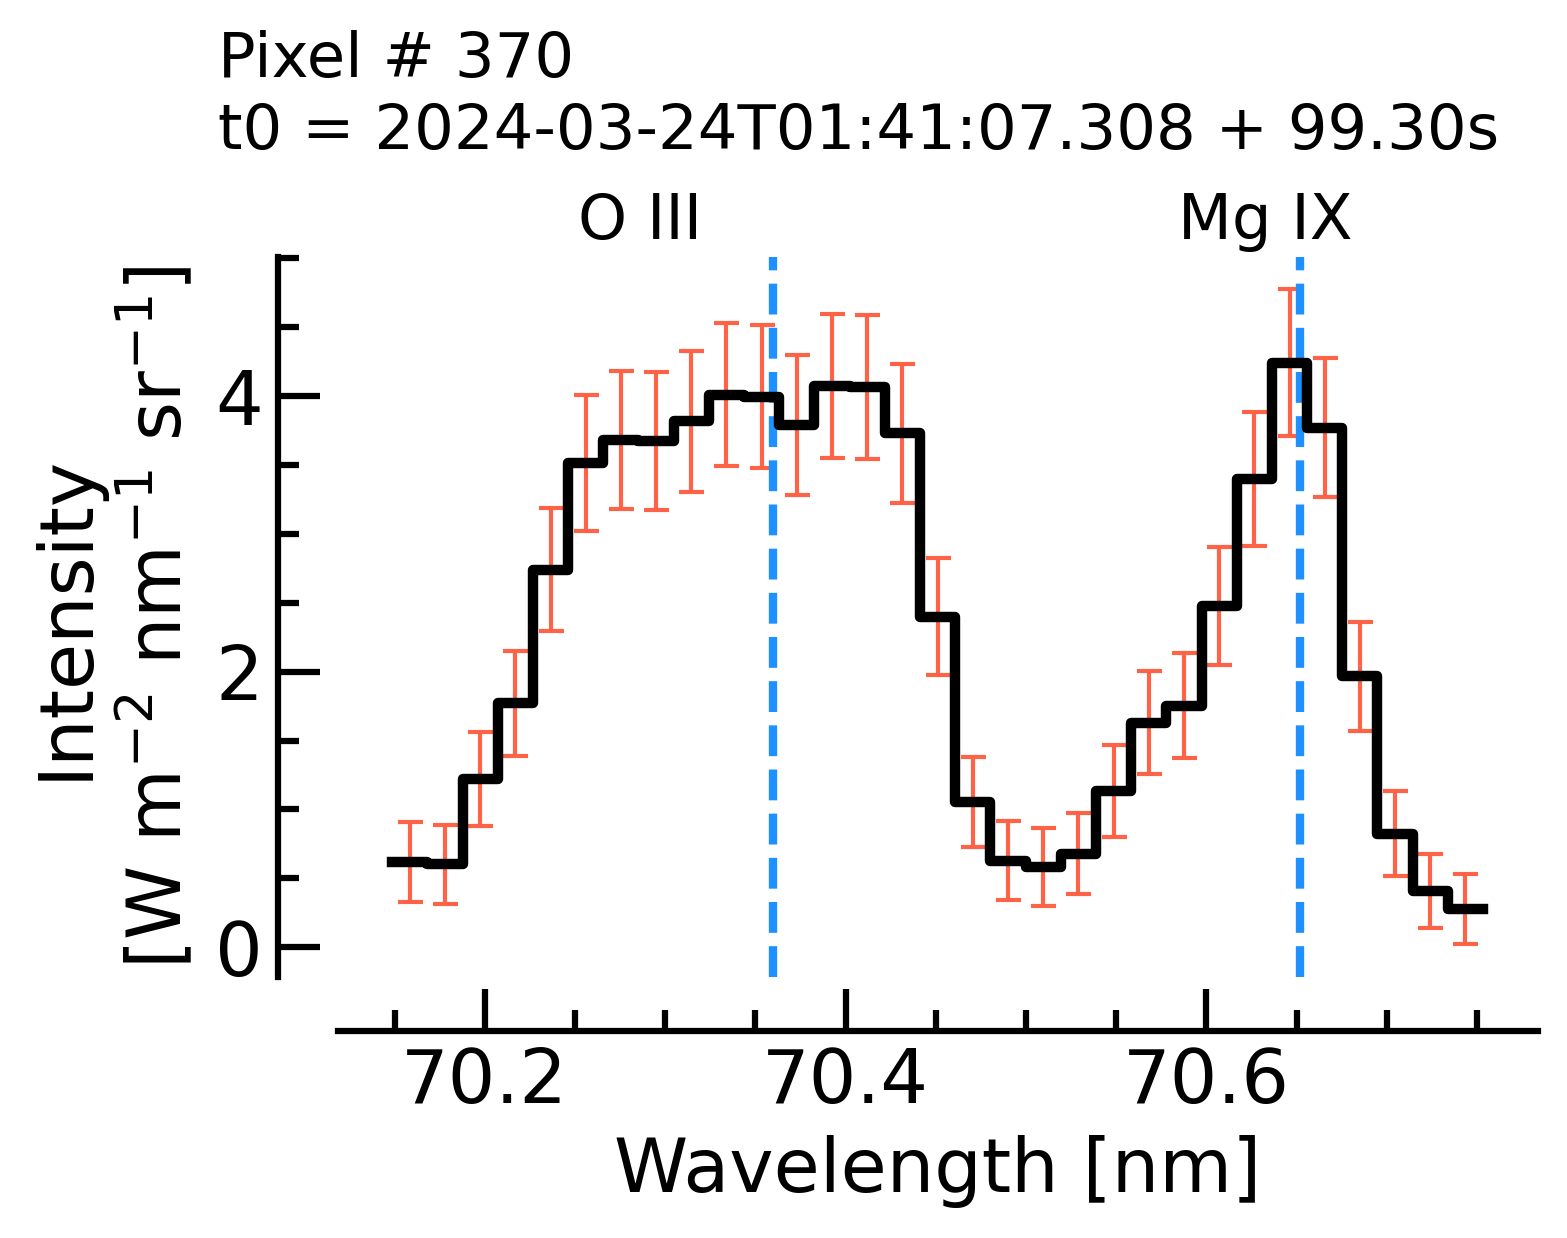 Pixel # 370
t0 = 2024-03-24T01:41:07.308 + 99.30s
O III Mg IX
Intensity
[W m⁻² nm⁻¹ sr⁻¹]
4
2
0
70.2 70.4 70.6
Wavelength [nm]